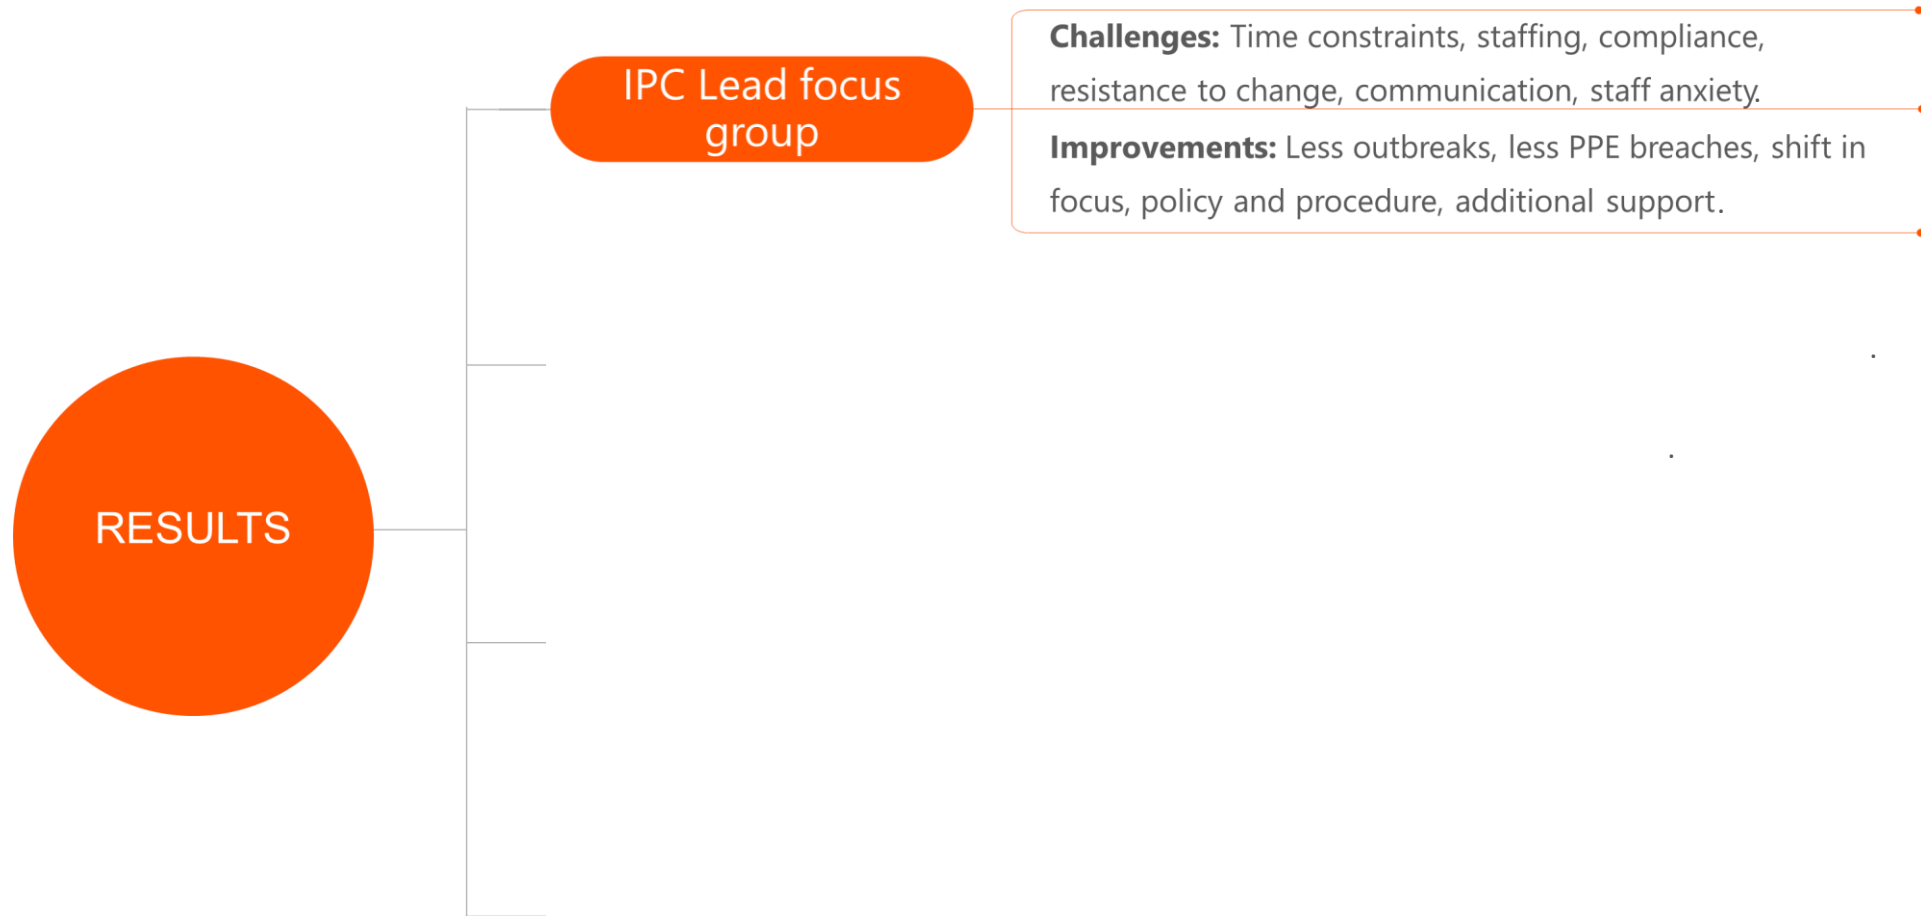 IPC Lead focus
group
Challenges: Time constraints, staffing, compliance,
resistance to change, communication, staff anxiety.
Improvements: Less outbreaks, less PPE breaches, shift in
focus, policy and procedure, additional support.
.
.
RESULTS